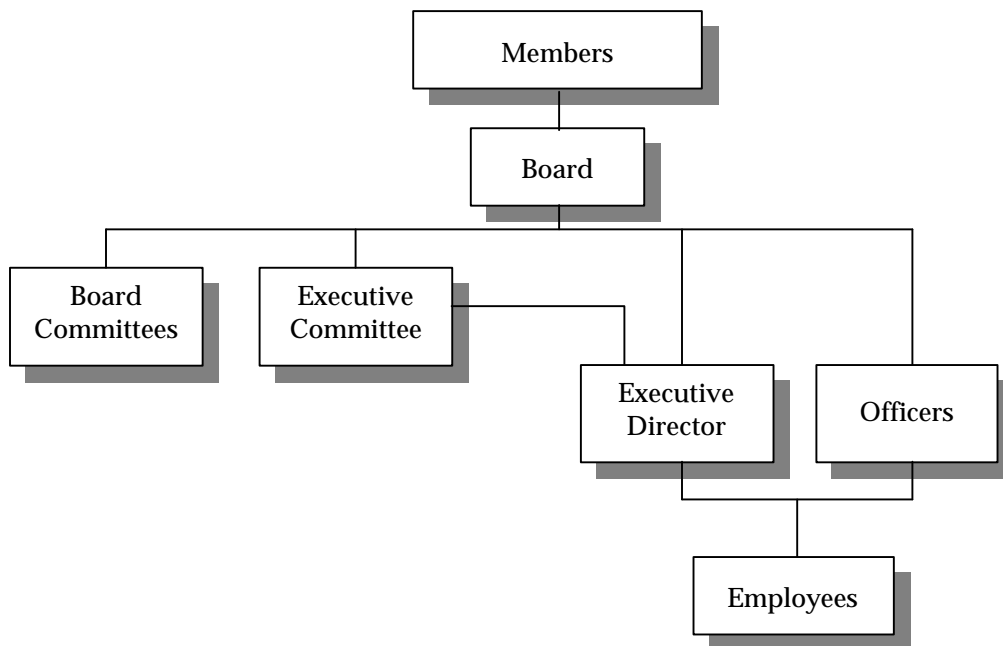 Members
Board
Board
Committees
Executive
Committee
Executive
Director
Officers
Employees